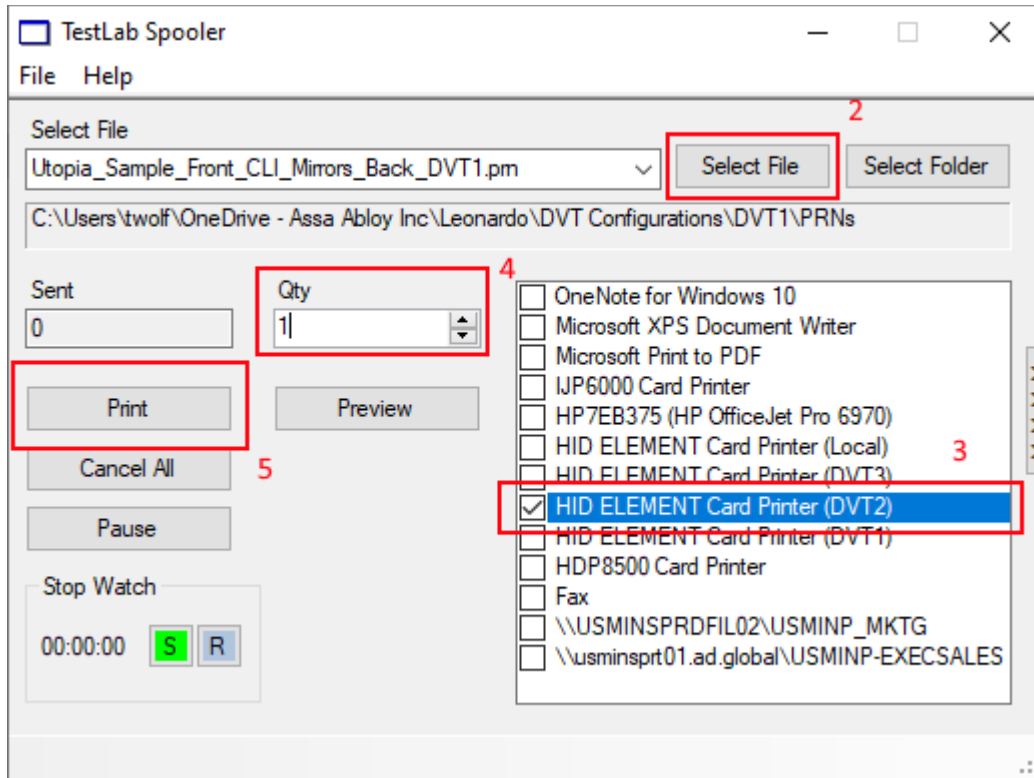 TestLab Spooler
File Help
2
Select File
Utopia_Sample_Front_CLI_Mirrors_Back_DVT1.prn
Select File
Select Folder
C:\Users\twolf\OneDrive - Assa Abloy Inc\Leonardo\DVT Configurations\DVT1\PRNs
Sent
Qty
4
0
1
Print
Preview
Cancel All
5
Pause
Stop Watch
00:00:00 S R
OneNote for Windows 10
Microsoft XPS Document Writer
Microsoft Print to PDF
IJP6000 Card Printer
HP7EB375 (HP OfficeJet Pro 6970)
HID ELEMENT Card Printer (Local)
3
HID ELEMENT Card Printer (DVT3)
HID ELEMENT Card Printer (DVT2)
HID ELEMENT Card Printer (DVT1)
HDP8500 Card Printer
Fax
\\USMINSPRDFIL02\USMINP_MKTG
\\usminsprt01.ad.global\USMINP-EXECSALES